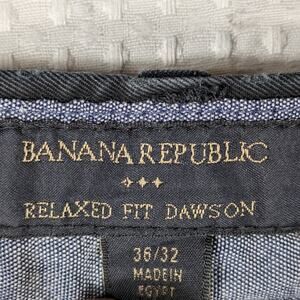 BANANA REPUBLIC
RELAXED FIT DAWSON
36/32
MADE IN
EGYPT